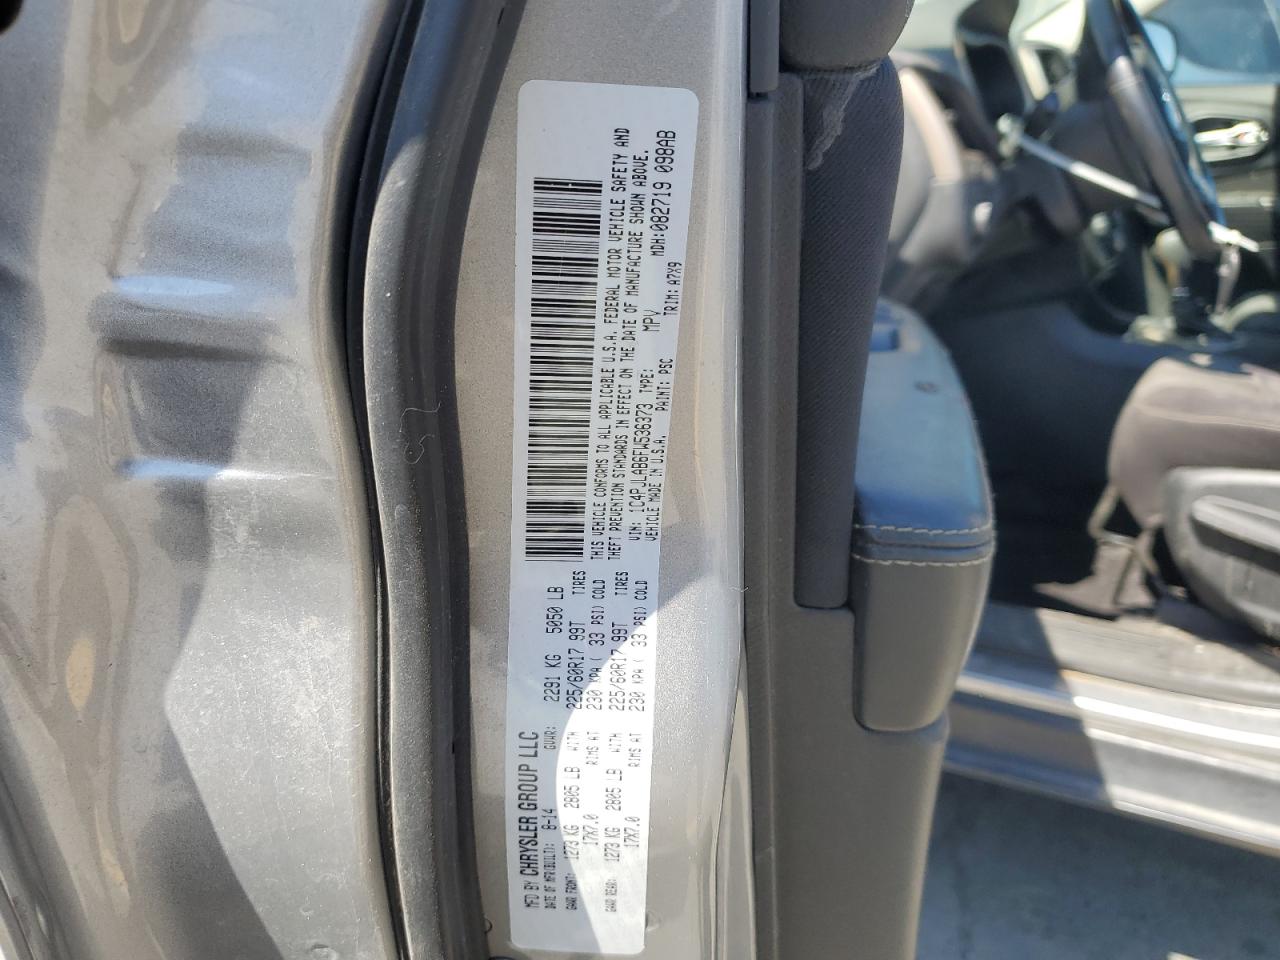 MFD BY CHRYSLER GROUP LLC
DATE OF MFR(BUILT): 8-14 GVWR: 2291 KG 5050 LB
GAWR FRONT: 1273 KG 2805 LB WITH 225/60R17 99T TIRES
17X7.0 RIMS AT 230 KPA ( 33 PSI) COLD
GAWR REAR: 1273 KG 2805 LB WITH 225/60R17 99T TIRES
17X7.0 RIMS AT 230 KPA ( 33 PSI) COLD
THIS VEHICLE CONFORMS TO ALL APPLICABLE U.S.A. FEDERAL MOTOR VEHICLE SAFETY AND
THEFT PREVENTION STANDARDS IN EFFECT ON THE DATE OF MANUFACTURE SHOWN ABOVE.
VIN: 1C4PJLAB6FW536373 TYPE: MPV MDH:082719 098AB
VEHICLE MADE IN U.S.A. PAINT: PSC TRIM: A7X9